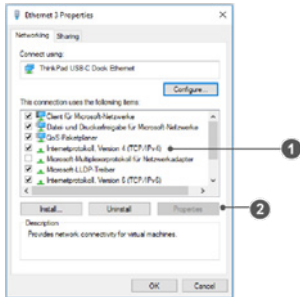 Ethernet 3 Properties
Networking Sharing
Connect using:
ThinkPad USB-C Dock Ethernet
Configure...
This connection uses the following items:
Client für Microsoft-Netzwerke
Datei- und Druckerfreigabe für Microsoft-Netzwerke
QoS-Paketplaner
Internetprotokoll, Version 4 (TCP/IPv4)
1
Microsoft-Multiplexorprotokoll für Netzwerkadapter
Microsoft-LLDP-Treiber
Internetprotokoll, Version 6 (TCP/IPv6)
Install...
Uninstall
Properties
2
Description
Provides network connectivity for virtual machines.
OK
Cancel